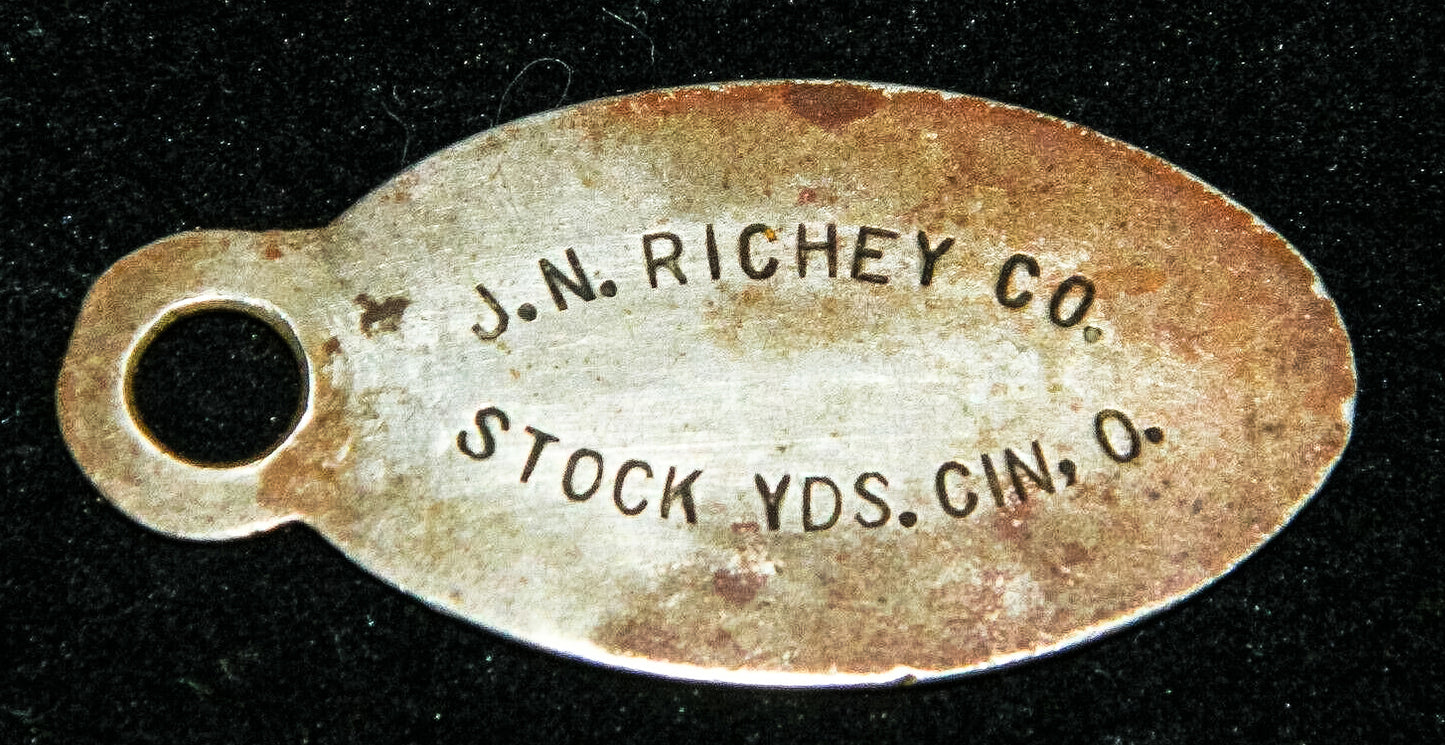 J.N. RICHEY CO.
STOCK YDS. CIN, O.